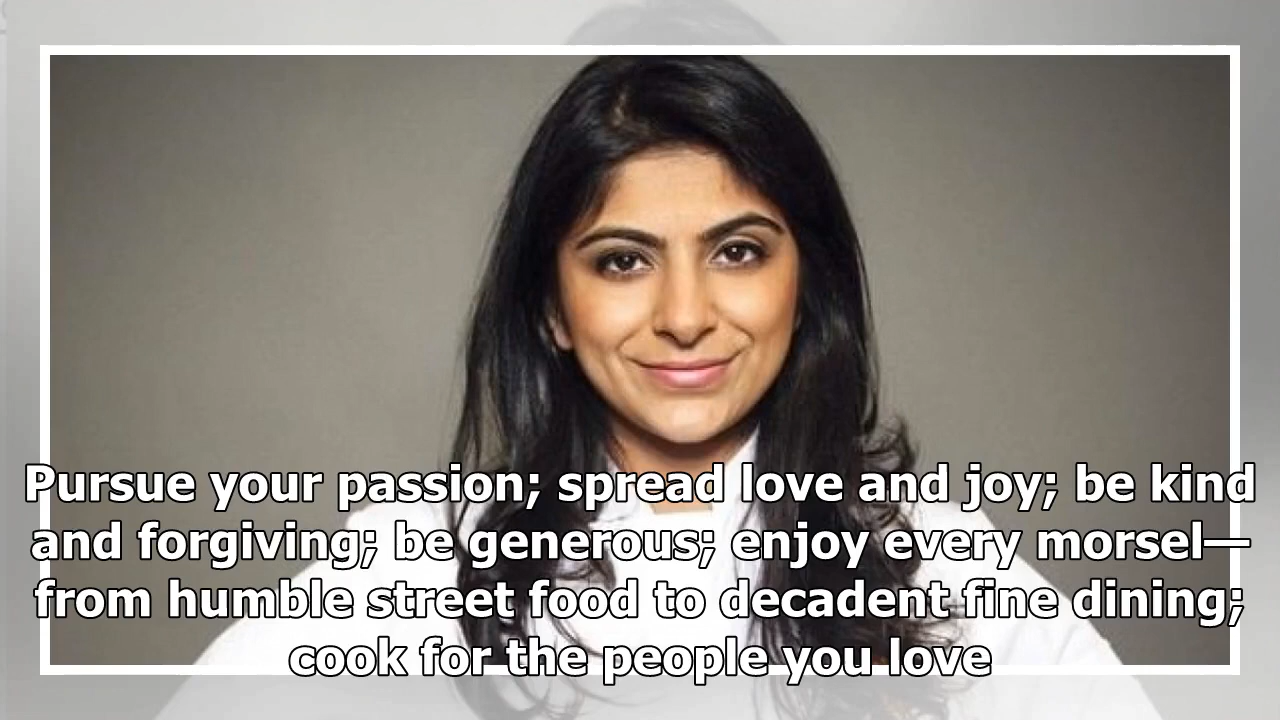 Pursue your passion; spread love and joy; be kind
and forgiving; be generous; enjoy every morsel—
from humble street food to decadent fine dining;
cook for the people you love